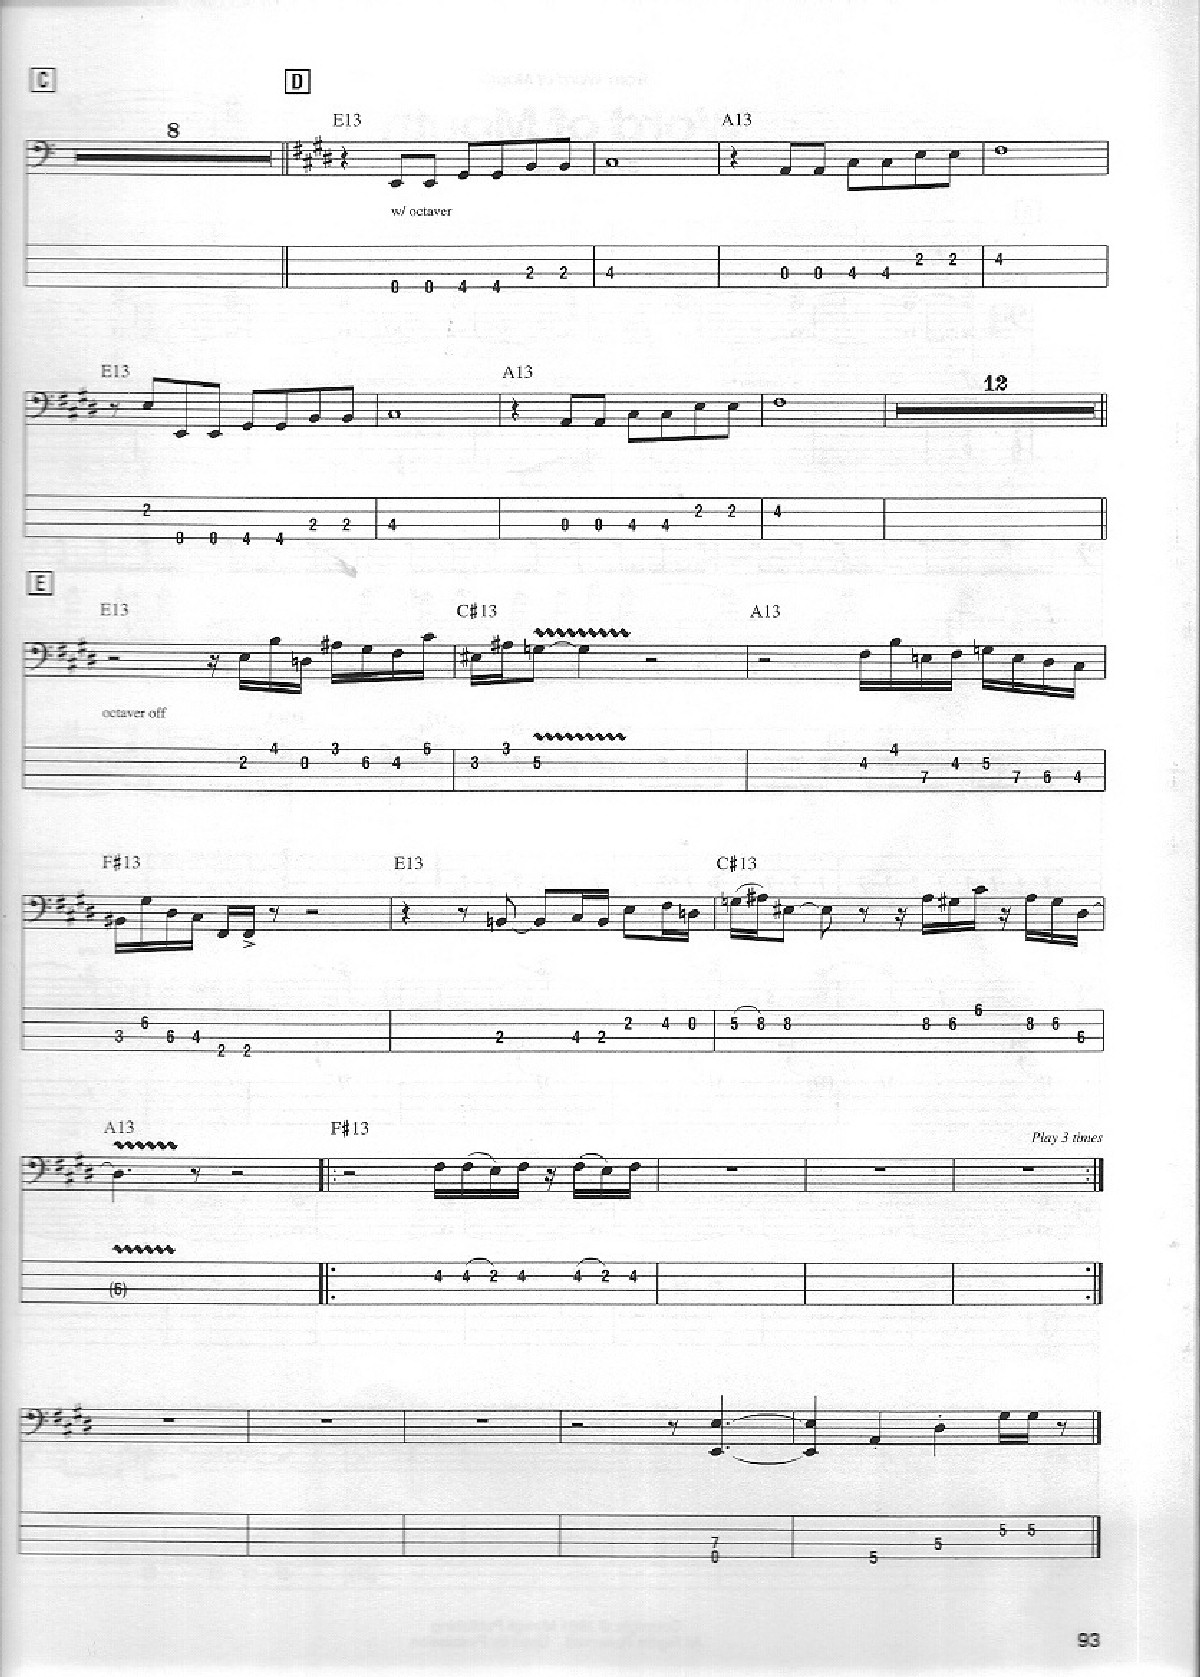 C D
8 E13 A13
w/ octaver
0 0 4 4 2 2 4 0 0 4 4 2 2 4
E13 A13 12
2 0 0 4 4 2 2 4 0 0 4 4 2 2 4
E
E13 C#13 A13
octaver off
2 4 0 3 6 4 6 3 3 5 4 4 7 4 5 7 6 4
F#13 E13 C#13
3 6 6 4 2 2 2 4 2 2 4 0 5 8 8 8 6 6 8 6 6
A13 F#13 Play 3 times
(6) 4 4 2 4 4 2 4
7 0 5 5 5 5
93